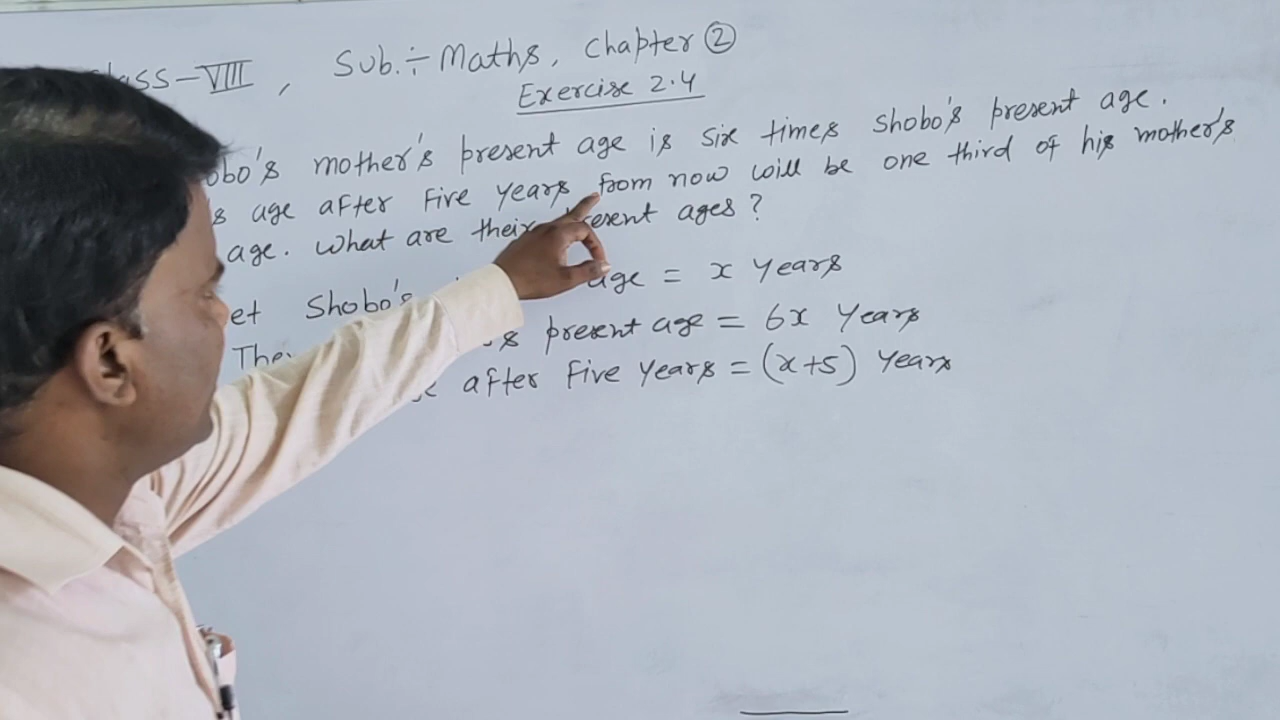 ass-VIII, Sub.÷Maths, Chapter ②
Exercise 2.4
obo's mother's present age is six times Shobo's present age.
s age after five years from now will be one third of his mother's
age. What are their present ages?
et Shobo's age = x years
The s present age = 6x years
after five years = (x+5) years